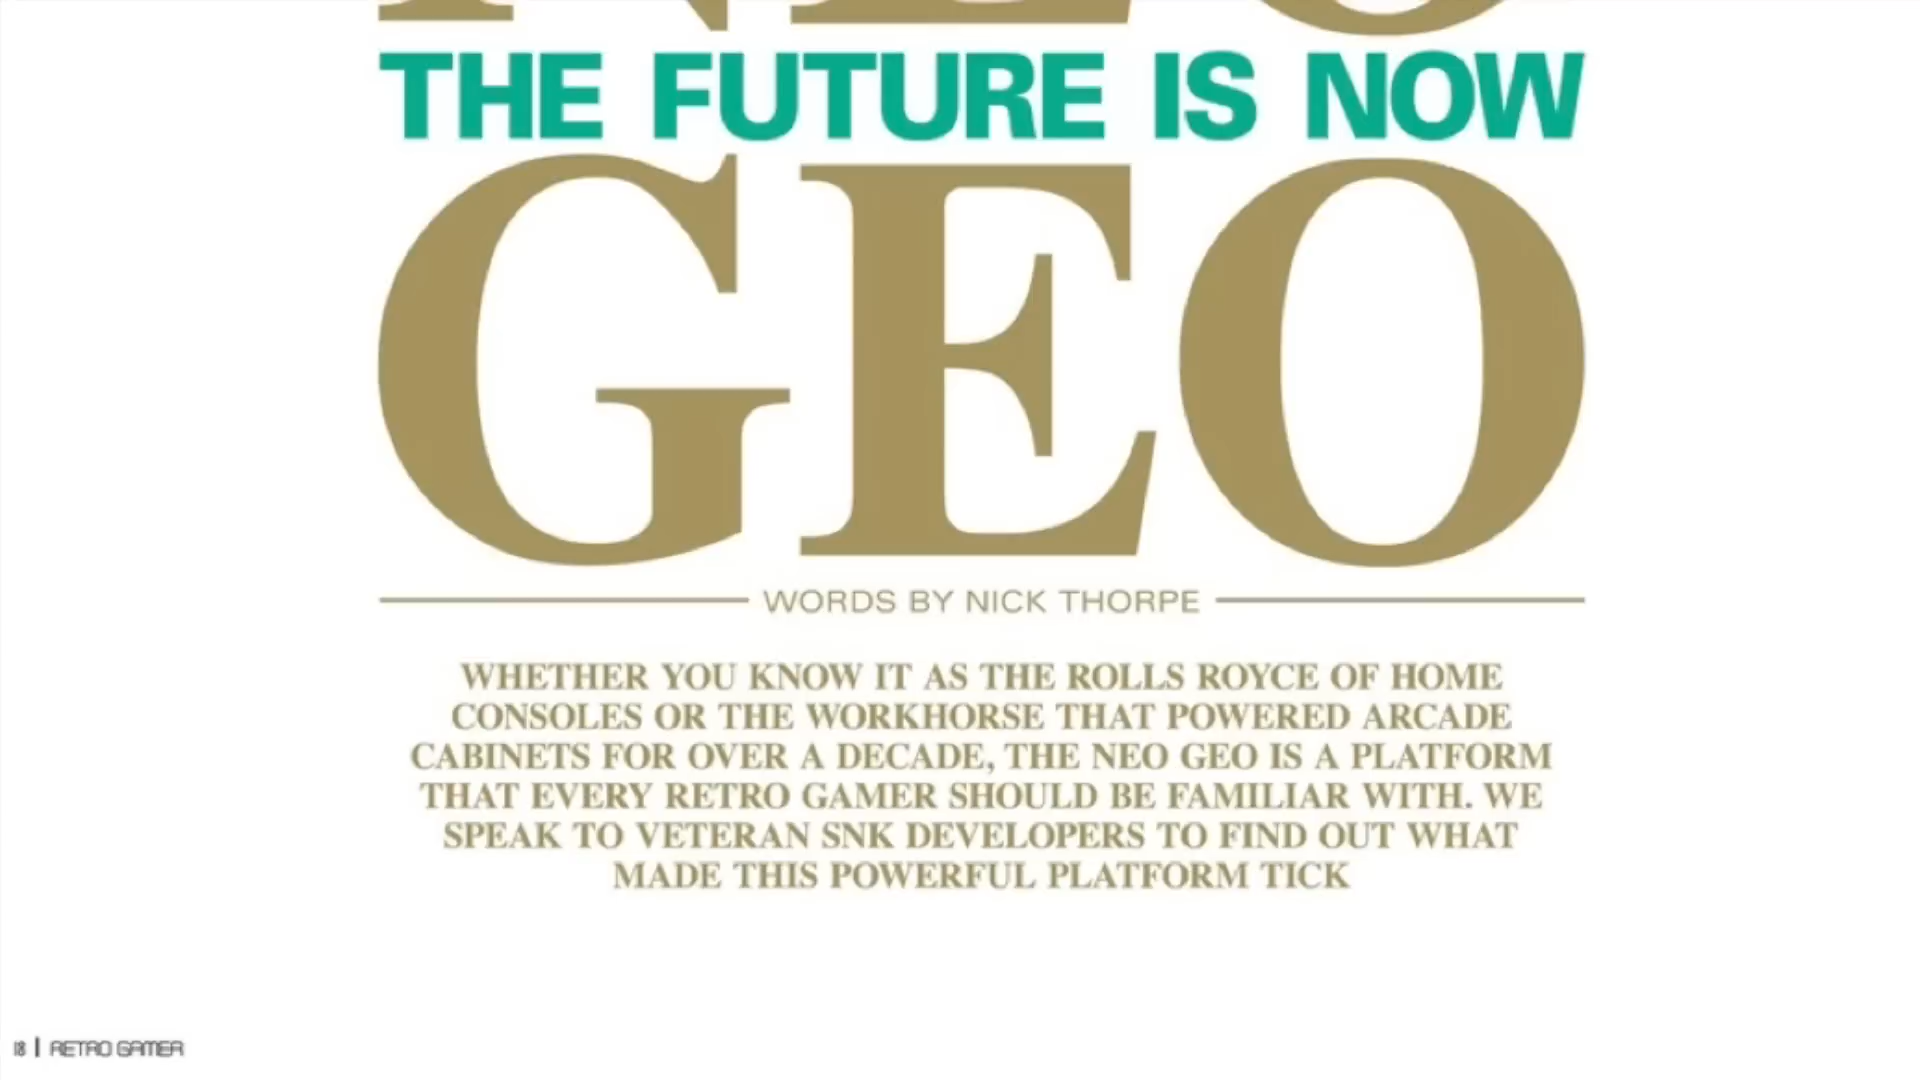 NEO
THE FUTURE IS NOW
GEO
WORDS BY NICK THORPE
WHETHER YOU KNOW IT AS THE ROLLS ROYCE OF HOME
CONSOLES OR THE WORKHORSE THAT POWERED ARCADE
CABINETS FOR OVER A DECADE, THE NEO GEO IS A PLATFORM
THAT EVERY RETRO GAMER SHOULD BE FAMILIAR WITH. WE
SPEAK TO VETERAN SNK DEVELOPERS TO FIND OUT WHAT
MADE THIS POWERFUL PLATFORM TICK
18 | RETRO GAMER